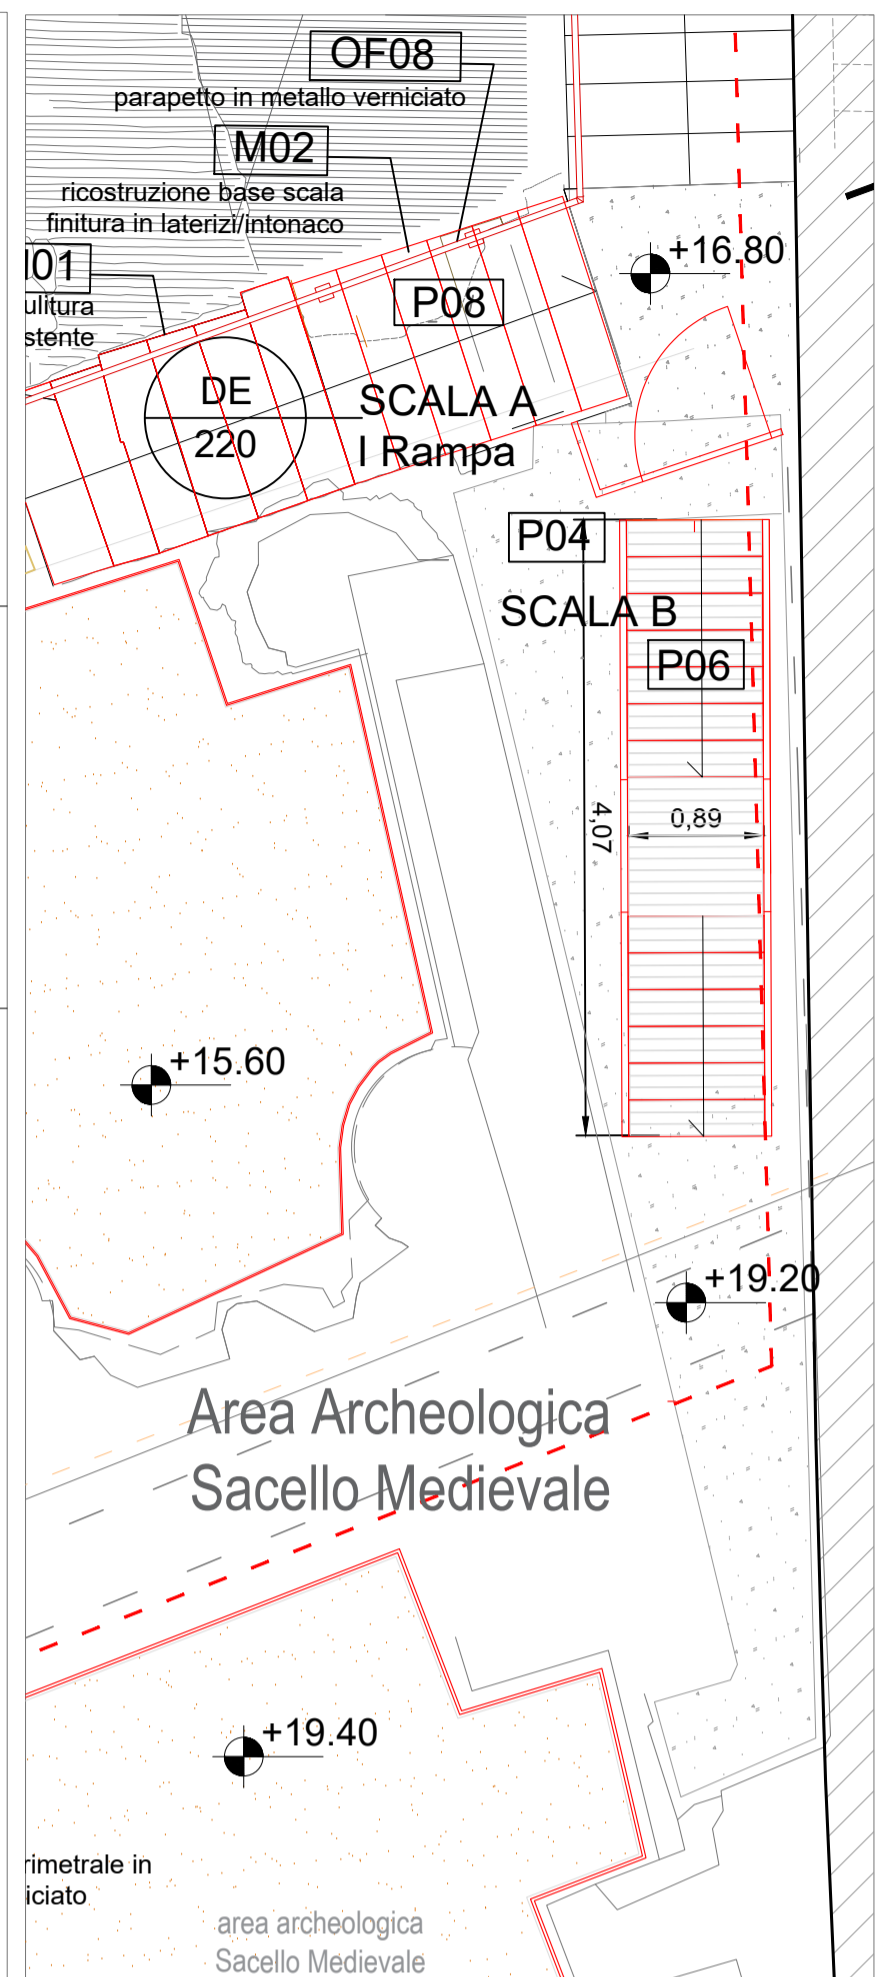 OF08
parapetto in metallo verniciato
M02
ricostruzione base scala
finitura in laterizi/intonaco
01
ulitura
stente
+16.80
P08
DE
220
SCALA A
I Rampa
P04
SCALA B
P06
4,07
0,89
+15.60
+19.20
Area Archeologica
Sacello Medievale
+19.40
rimetrale in
iciato
area archeologica
Sacello Medievale